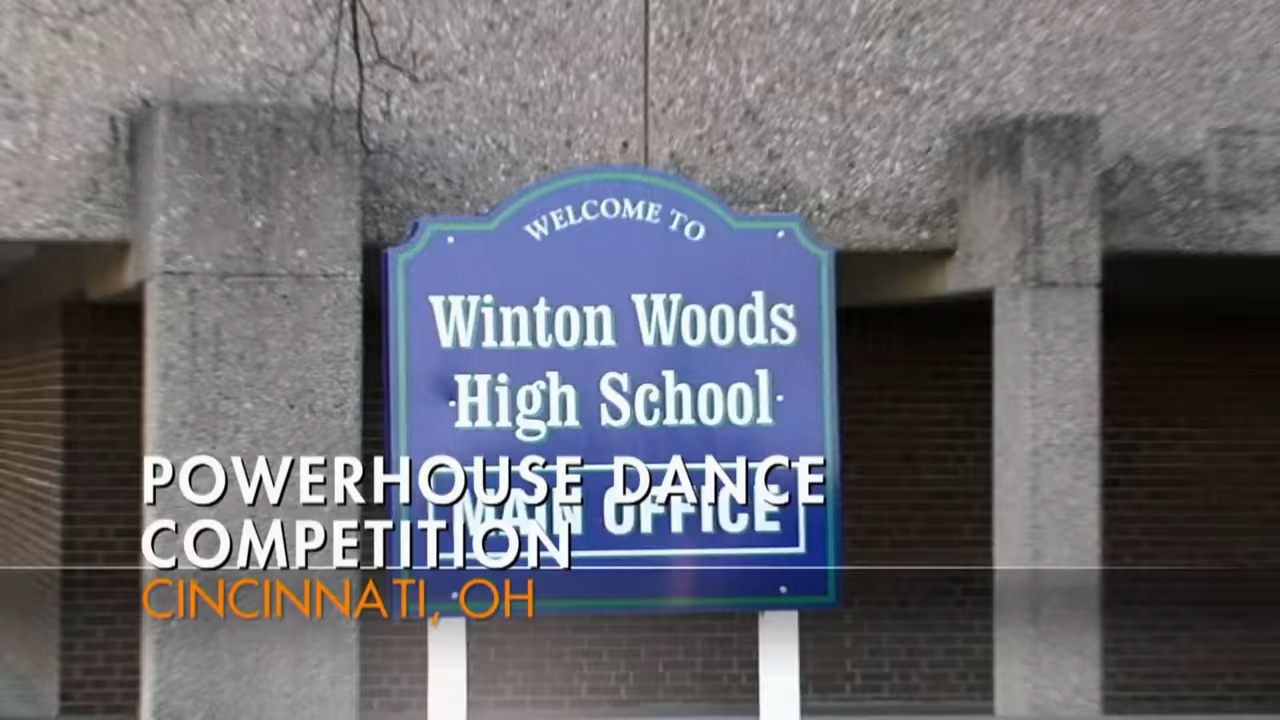 WELCOME TO
Winton Woods
·High School·
MAIN OFFICE
POWERHOUSE DANCE
COMPETITION
CINCINNATI, OH